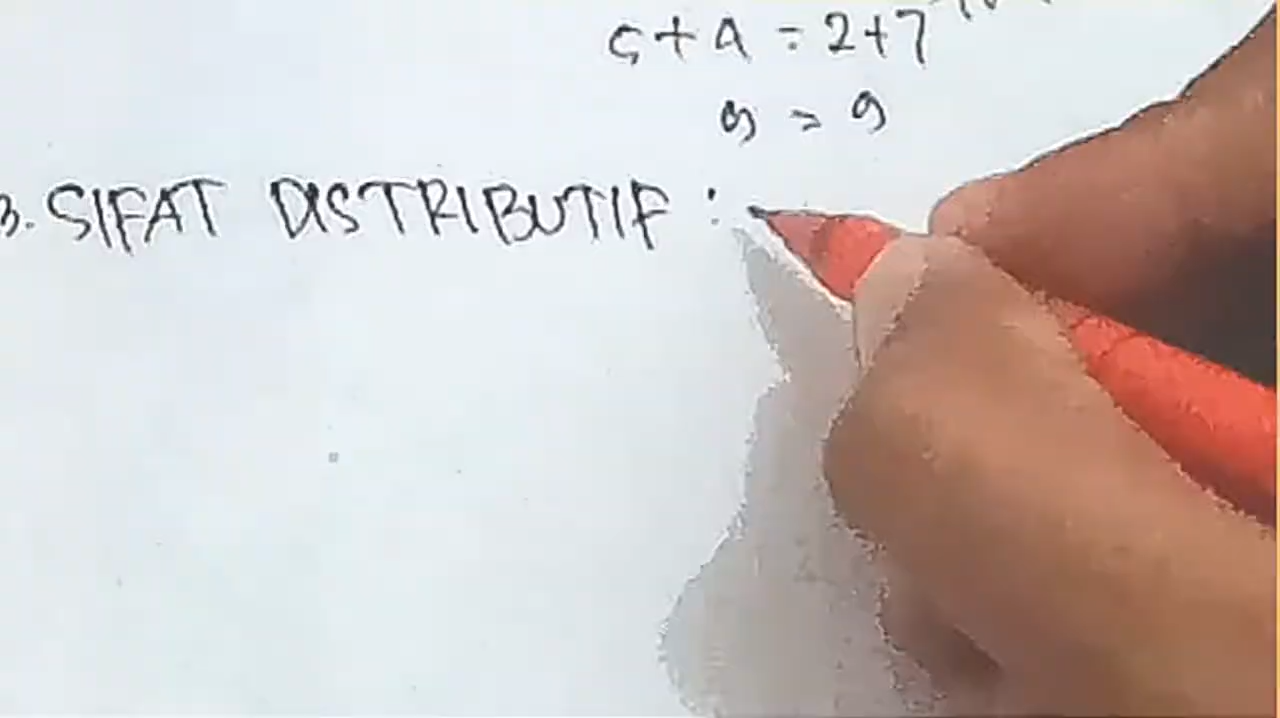 5+4 = 2+7
9 = 9
3. SIFAT DISTRIBUTIF :